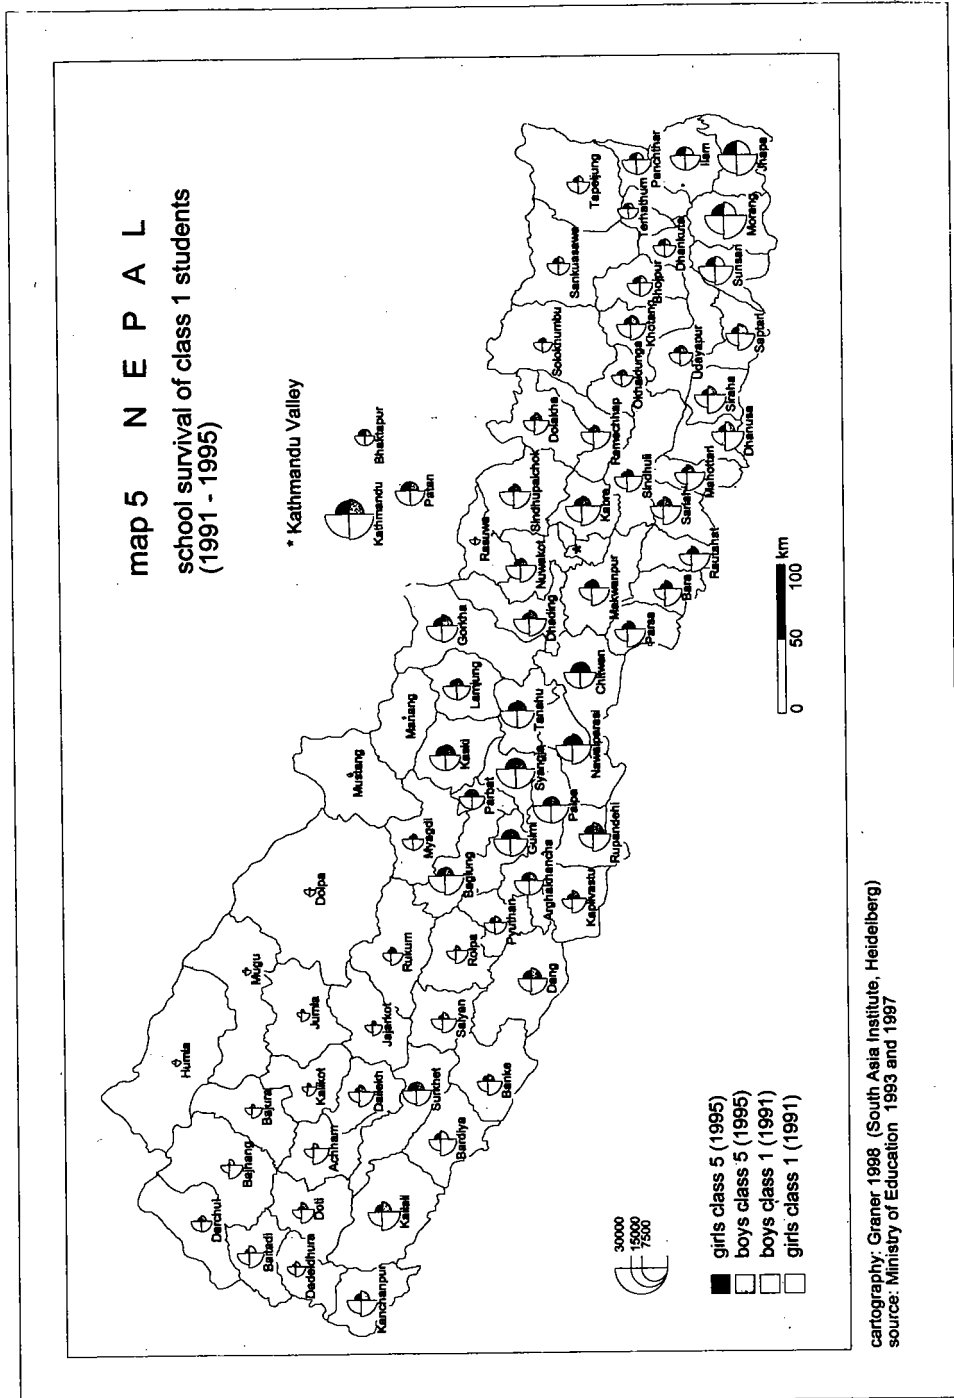 map 5 N E P A L
school survival of class 1 students
(1991 - 1995)
* Kathmandu Valley
Kathmandu
Bhaktapur
Patan
Humla
Darchul
Bajhang
Bajura
Mugu
Baitadi
Doti
Achham
Kalikot
Jumla
Dolpa
Dadeldhura
Dailekh
Jajarkot
Rukum
Mustang
Manang
Kanchanpur
Kailali
Surkhet
Bardiya
Salyan
Rolpa
Myagdi
Baglung
Parbat
Kaski
Lamjung
Gorkha
Banke
Dang
Pyuthan
Gulmi
Arghakhancha
Syangja
Tanahu
Palpa
Kapilvastu
Rupandehi
Nawalparasi
Chitwan
Dhading
Nuwakot
Rasuwa
Sindhupalchok
Dolakha
Solokhumbu
Sankuasawa
Tapeljung
Makwanpur
*
Kabre
Ramechhap
Okhaldunga
Khotang
Bhojpur
Terhathum
Panchthar
Dhankuta
Ilam
Parsa
Bara
Rautahat
Sarlahi
Sindhuli
Mahottari
Dhanusa
Siraha
Udayapur
Saptari
Sunsari
Morang
Jhapa
0 50 100 km
30000
15000
7500
girls class 5 (1995)
boys class 5 (1995)
boys class 1 (1991)
girls class 1 (1991)
cartography: Graner 1998 (South Asia Institute, Heidelberg)
source: Ministry of Education 1993 and 1997